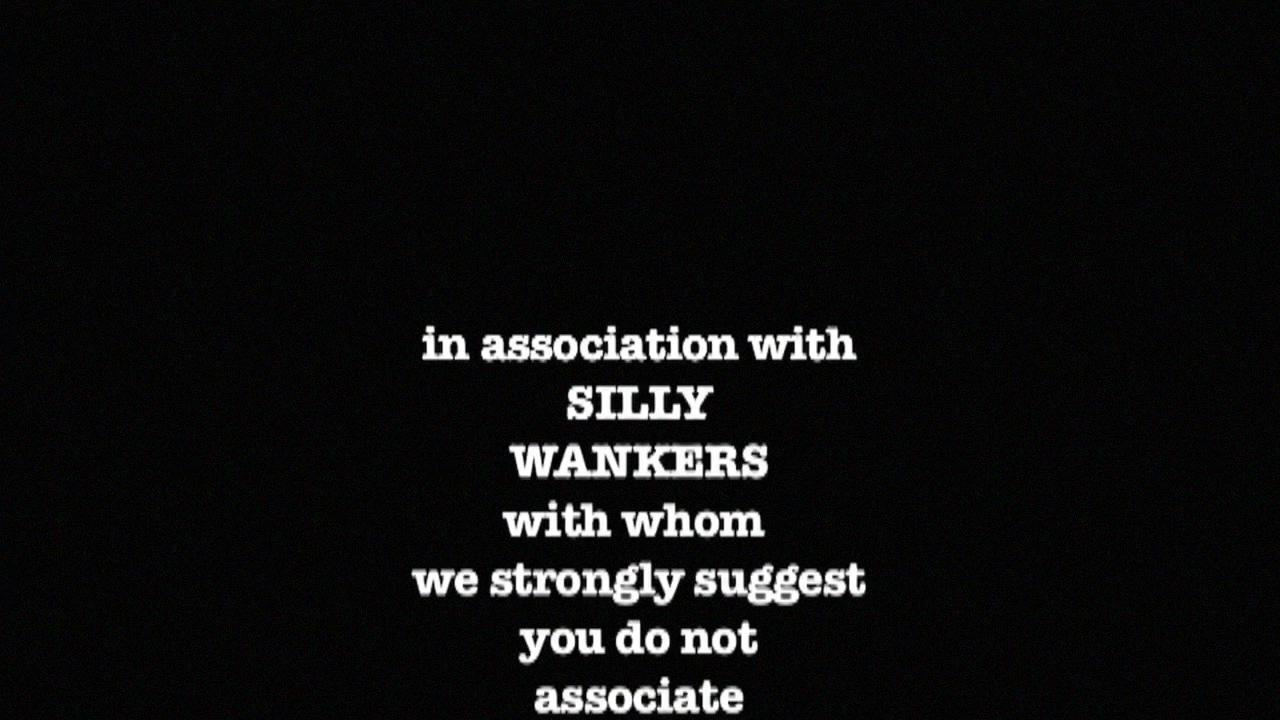 in association with
SILLY
WANKERS
with whom
we strongly suggest
you do not
associate